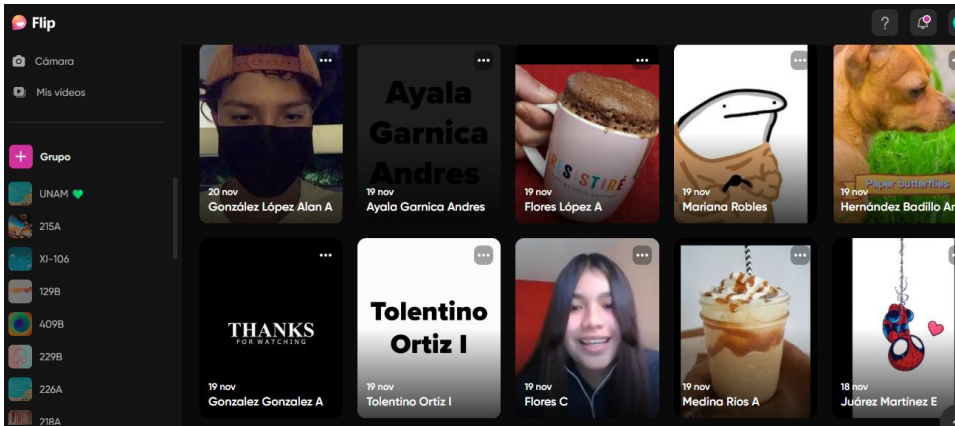 Flip
?
Cámara
Mis vídeos
Grupo
UNAM
215A
XI-106
129B
409B
229B
226A
218A
20 nov
González López Alan A
Ayala
Garnica
Andres
19 nov
Ayala Garnica Andres
RESISTIRÉ
19 nov
Flores López A
19 nov
Mariana Robles
Paper butterflies
19 nov
Hernández Badillo Ar
THANKS
FOR WATCHING
19 nov
Gonzalez Gonzalez A
Tolentino
Ortiz I
19 nov
Tolentino Ortiz I
19 nov
Flores C
19 nov
Medina Ríos A
18 nov
Juárez Martínez E